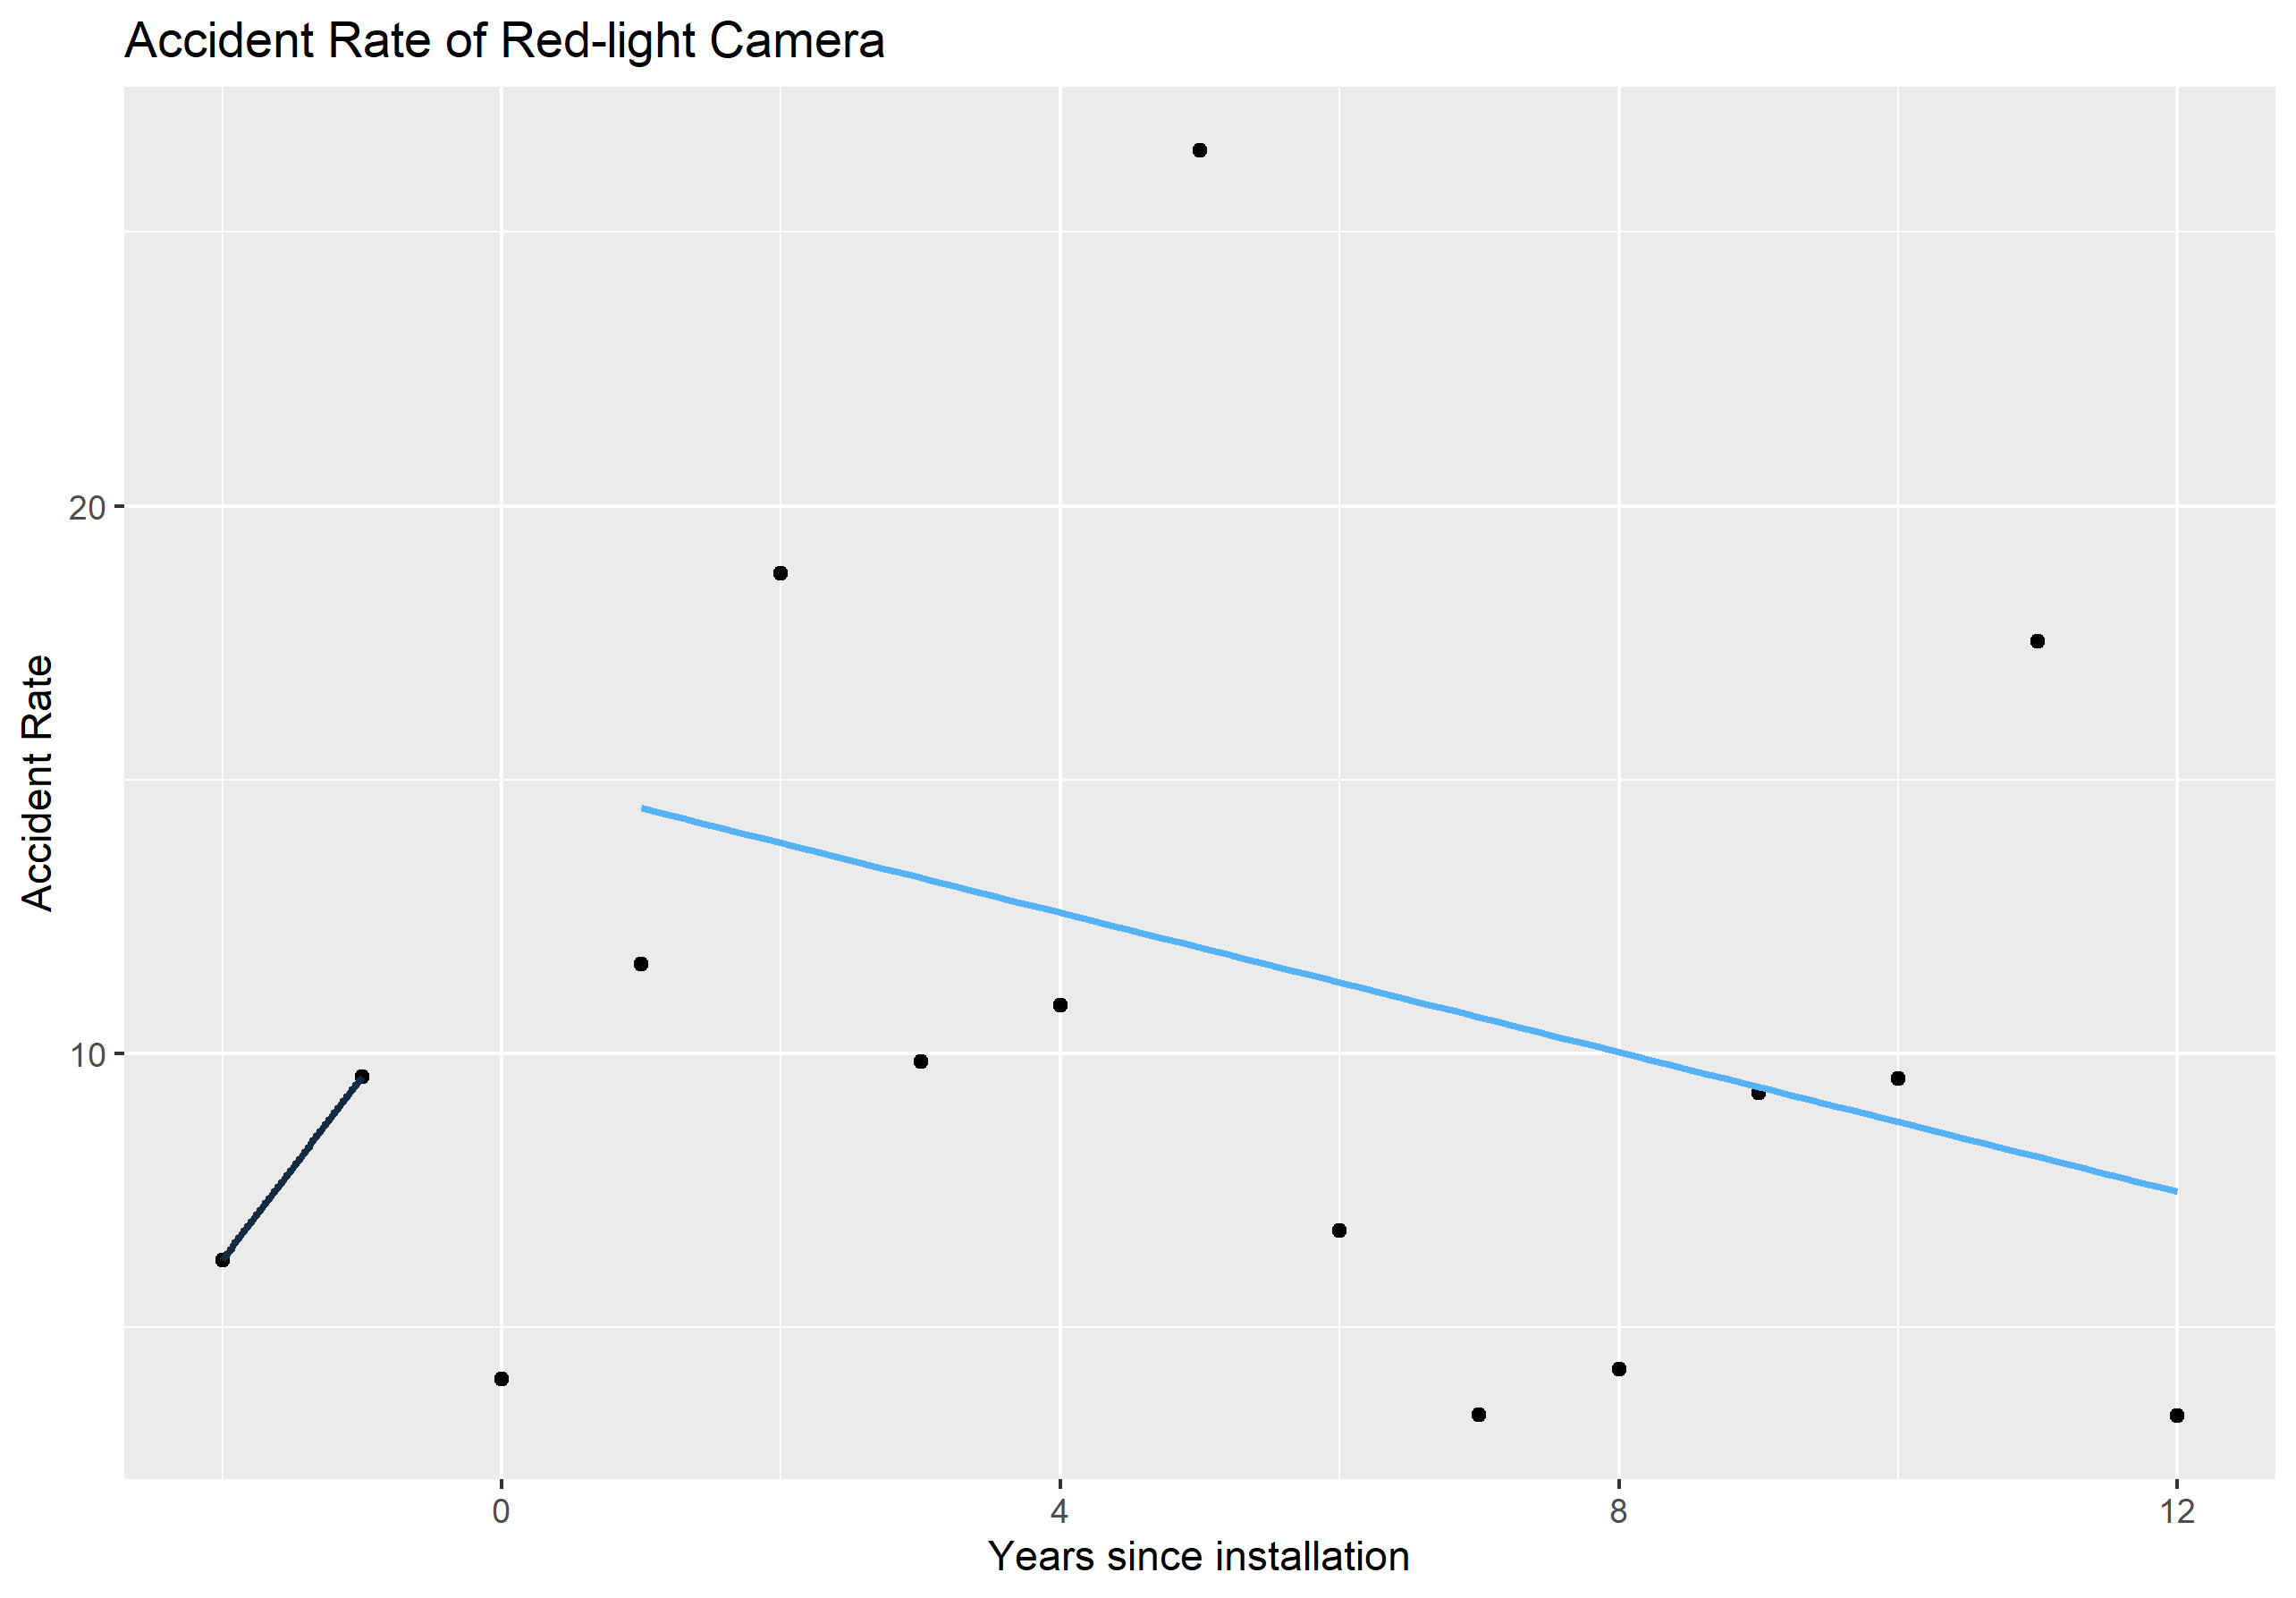 Accident Rate of Red-light Camera
20
10
Accident Rate
0 4 8 12
Years since installation